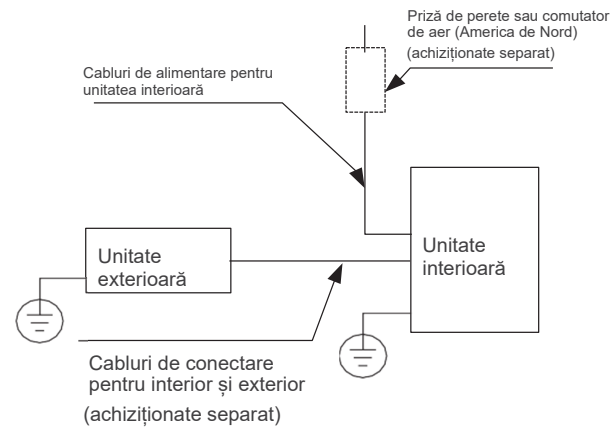 Priză de perete sau comutator
de aer (America de Nord)
(achiziționate separat)
Cabluri de alimentare pentru
unitatea interioară
Unitate
exterioară
Unitate
interioară
Cabluri de conectare
pentru interior și exterior
(achiziționate separat)